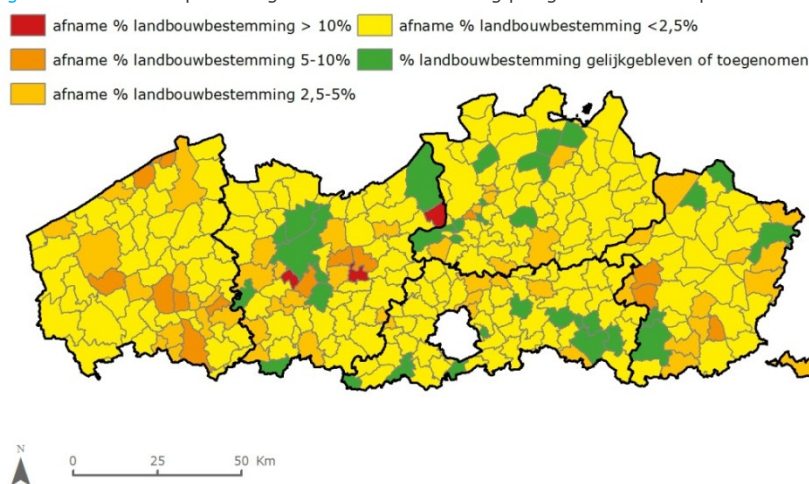 afname % landbouwbestemming > 10%
afname % landbouwbestemming <2,5%
afname % landbouwbestemming 5-10%
% landbouwbestemming gelijkgebleven of toegenomen
afname % landbouwbestemming 2,5-5%
N
0 25 50 Km